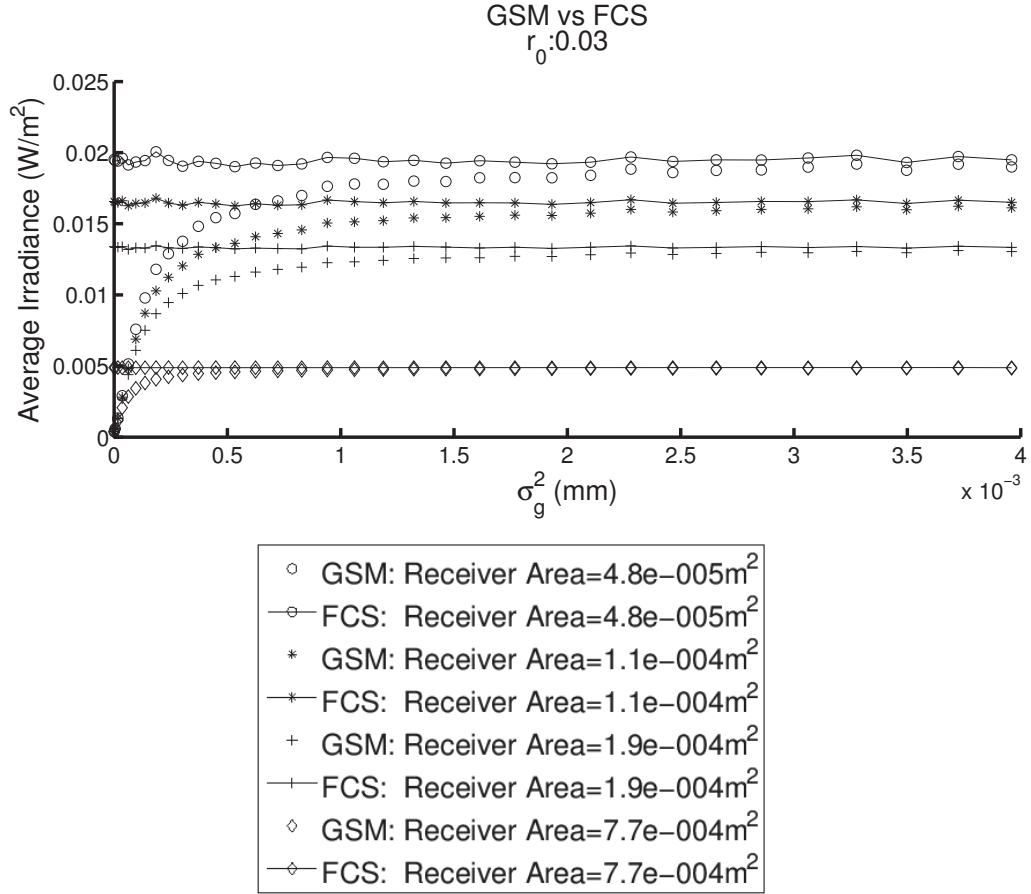 GSM vs FCS
r₀:0.03
Average Irradiance (W/m²)
0.025
0.02
0.015
0.01
0.005
0
0 0.5 1 1.5 2 2.5 3 3.5 4
σ_g² (mm)
x 10⁻³
GSM: Receiver Area=4.8e−005m²
FCS: Receiver Area=4.8e−005m²
GSM: Receiver Area=1.1e−004m²
FCS: Receiver Area=1.1e−004m²
GSM: Receiver Area=1.9e−004m²
FCS: Receiver Area=1.9e−004m²
GSM: Receiver Area=7.7e−004m²
FCS: Receiver Area=7.7e−004m²